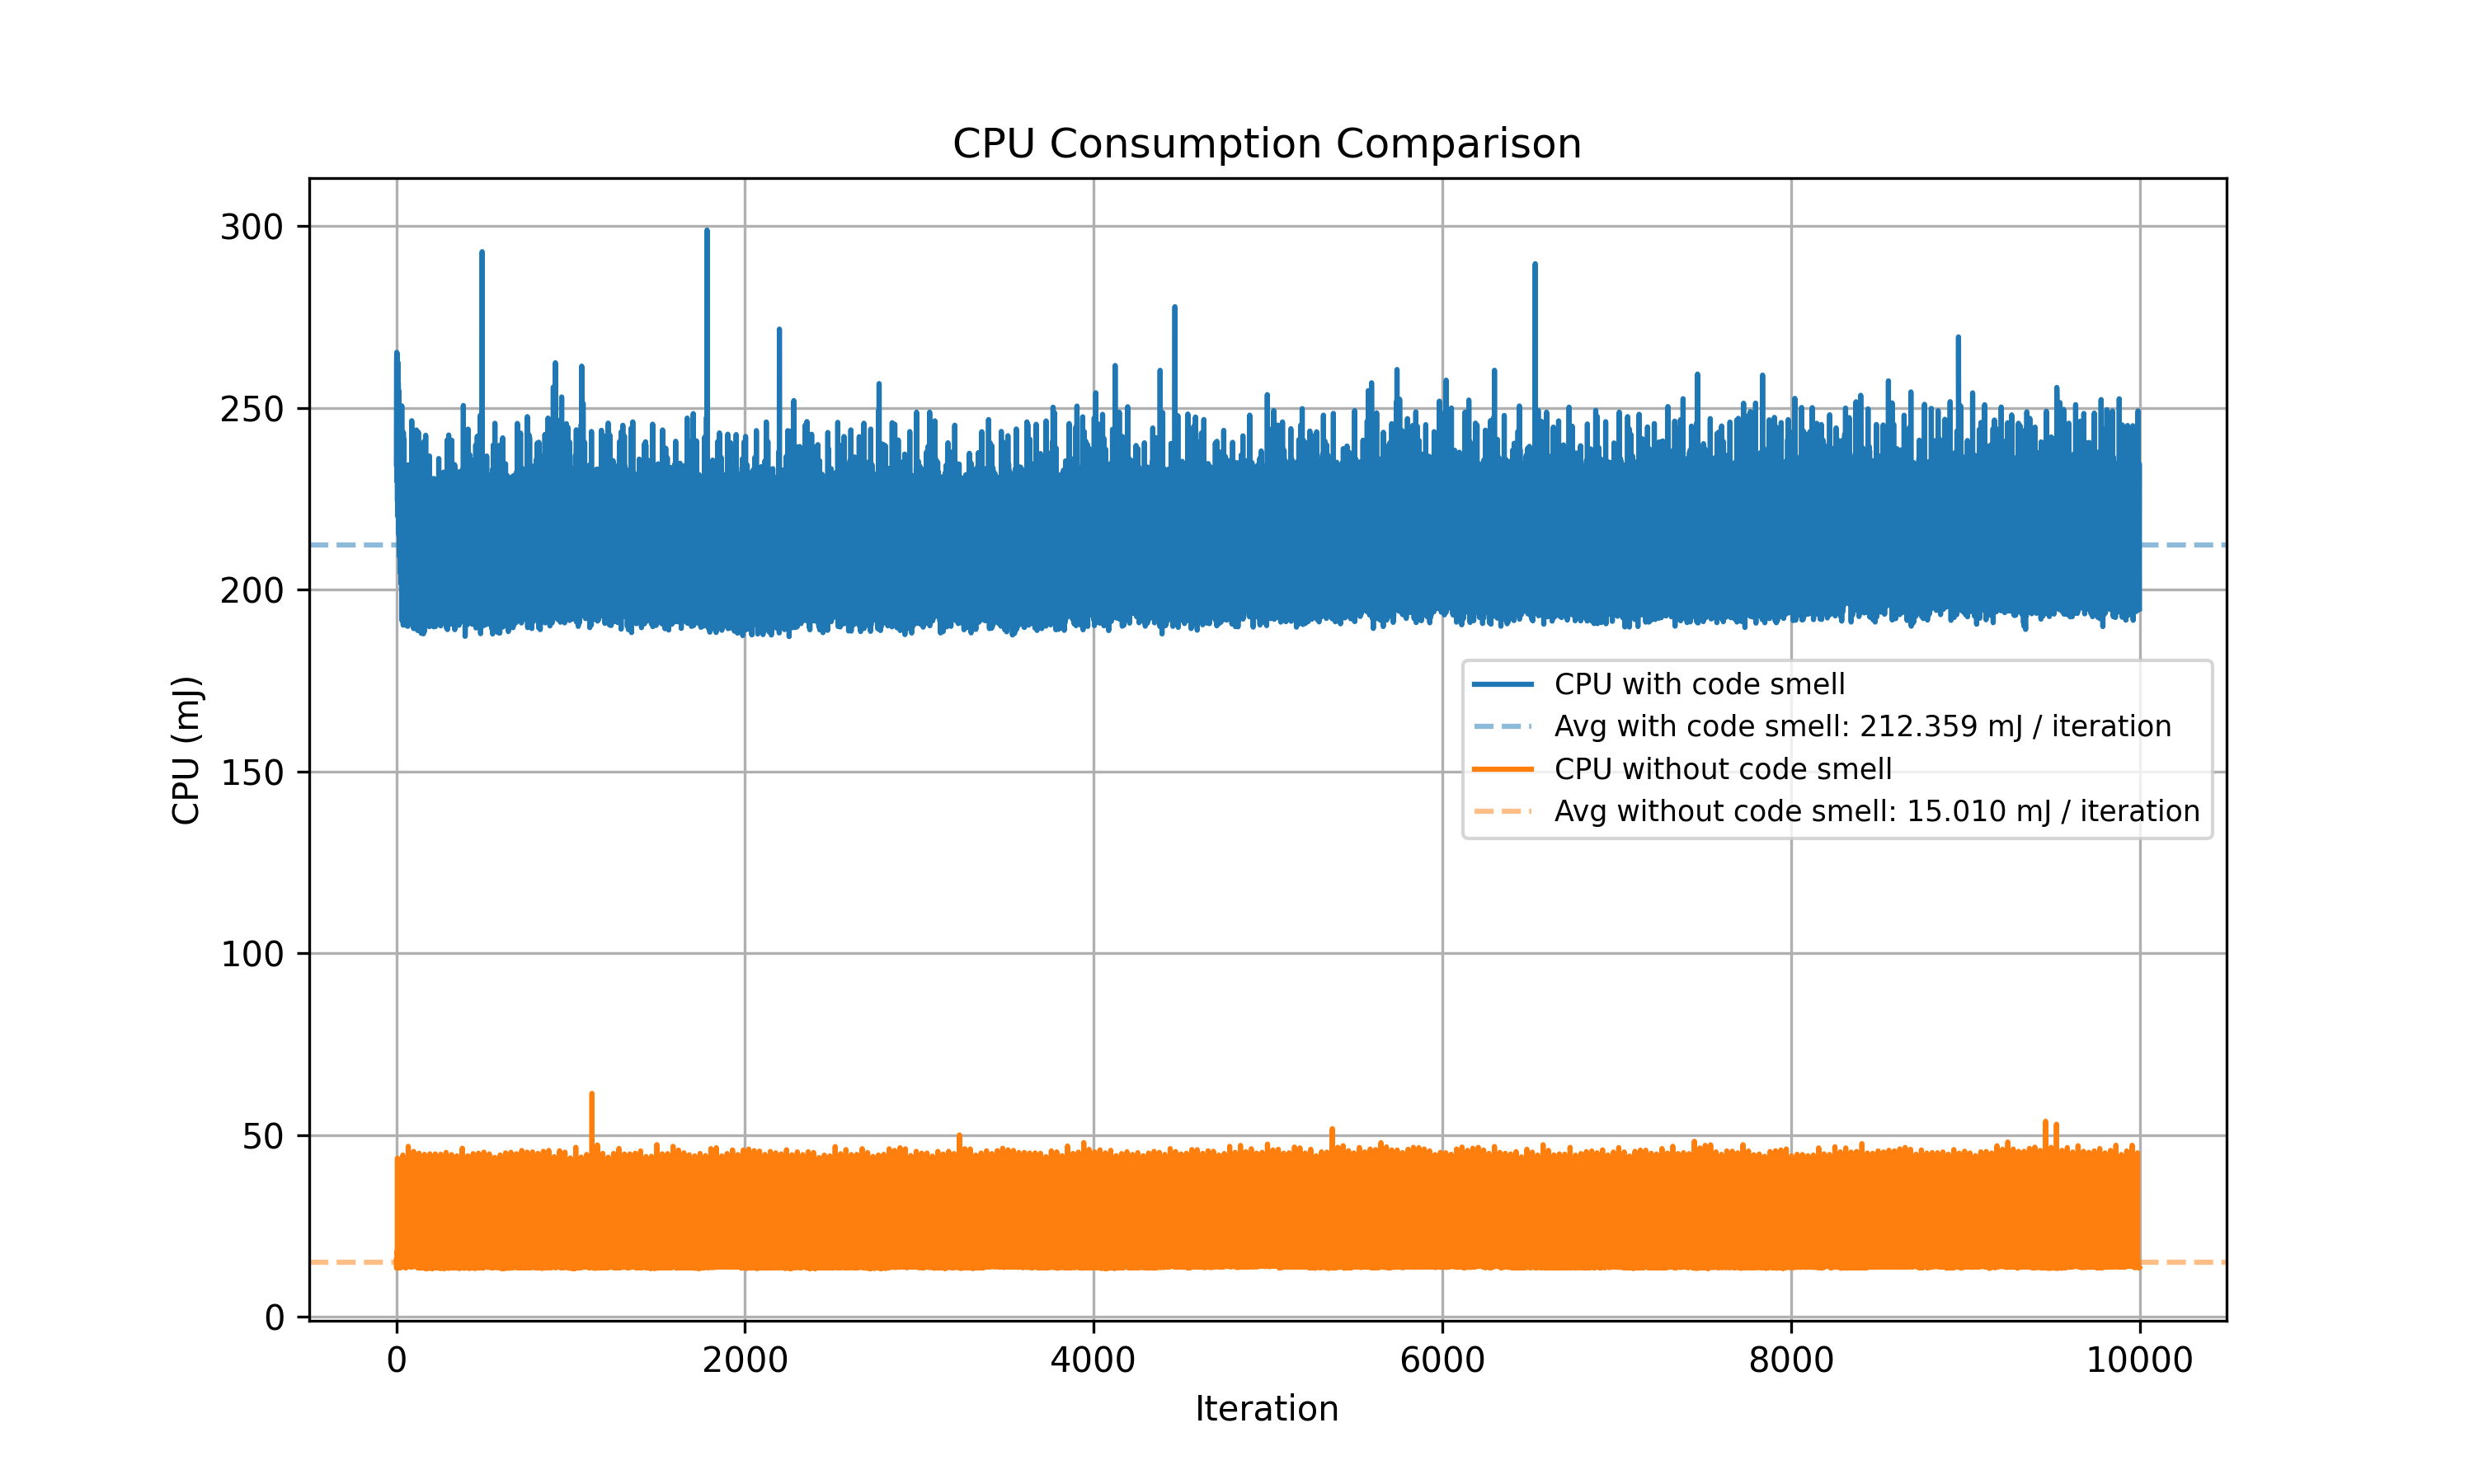 CPU Consumption Comparison
300
250
200
150
100
50
0
CPU (mJ)
CPU with code smell
Avg with code smell: 212.359 mJ / iteration
CPU without code smell
Avg without code smell: 15.010 mJ / iteration
0 2000 4000 6000 8000 10000
Iteration